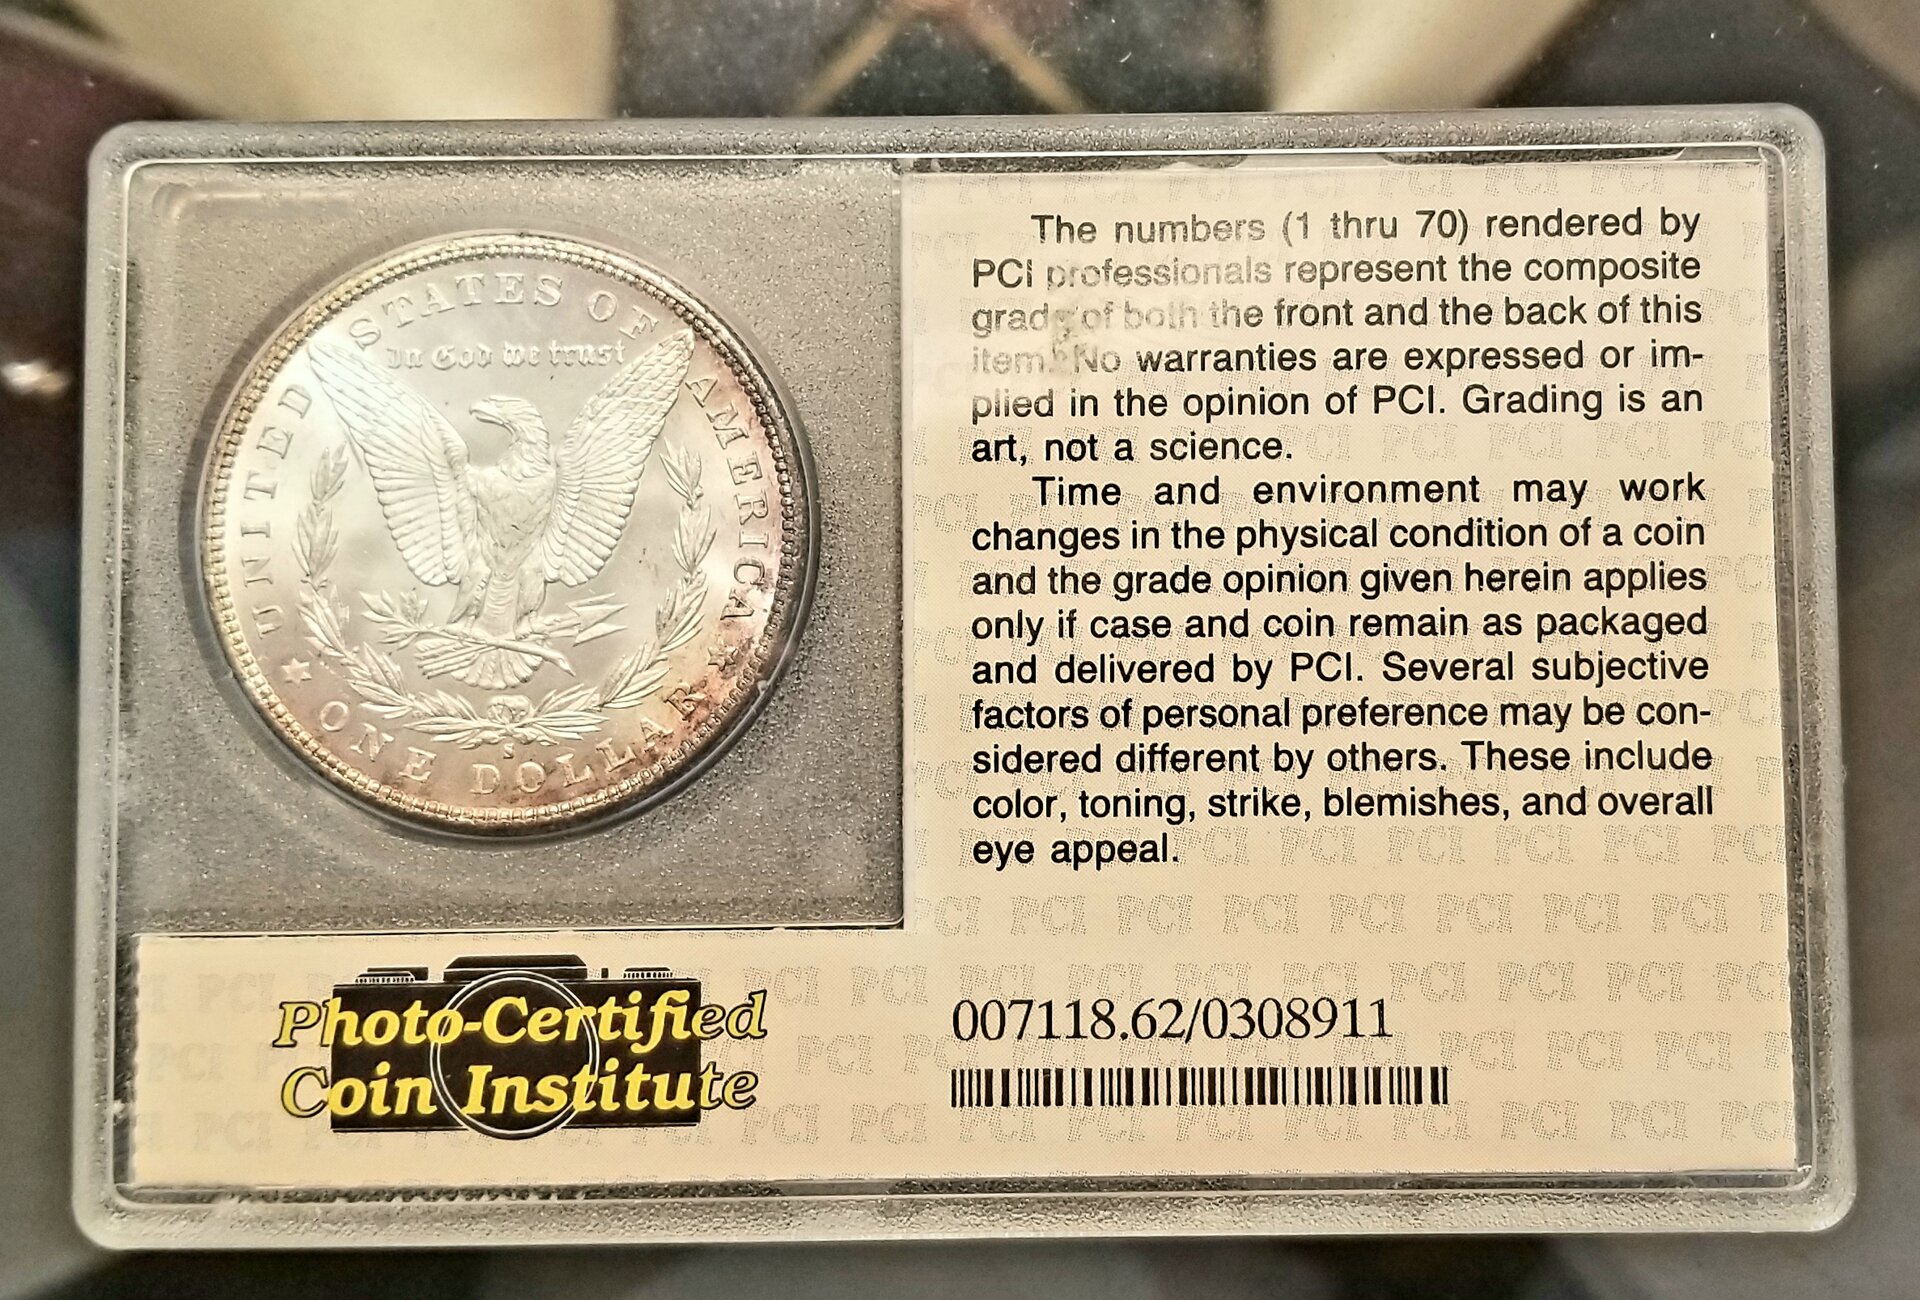 UNITED STATES OF AMERICA
In God we trust
S
ONE DOLLAR
The numbers (1 thru 70) rendered by
PCI professionals represent the composite
grade of both the front and the back of this
item. No warranties are expressed or im-
plied in the opinion of PCI. Grading is an
art, not a science.
Time and environment may work
changes in the physical condition of a coin
and the grade opinion given herein applies
only if case and coin remain as packaged
and delivered by PCI. Several subjective
factors of personal preference may be con-
sidered different by others. These include
color, toning, strike, blemishes, and overall
eye appeal.
Photo-Certified
Coin Institute
007118.62/0308911